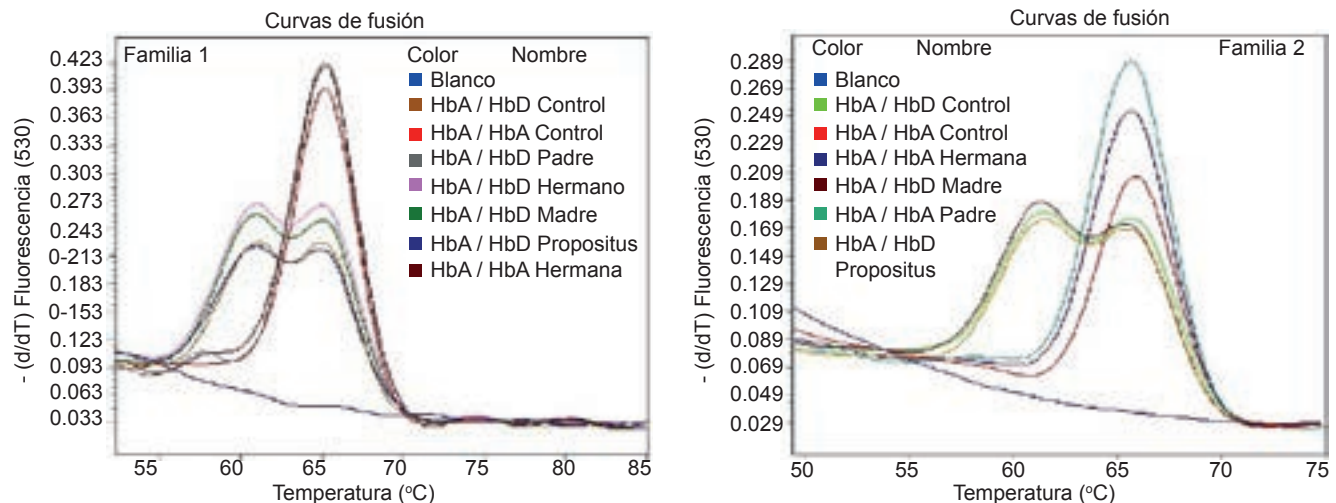 Curvas de fusión
Familia 1
Color Nombre
Blanco
HbA / HbD Control
HbA / HbA Control
HbA / HbD Padre
HbA / HbD Hermano
HbA / HbD Madre
HbA / HbD Propositus
HbA / HbA Hermana
- (d/dT) Fluorescencia (530)
0.423
0.393
0.363
0.333
0.303
0.273
-0.213
0.183
0-.153
0.123
0.093
0.063
0.033
55 60 65 70 75 80 85
Temperatura (ºC)
Curvas de fusión
Color Nombre Familia 2
Blanco
HbA / HbD Control
HbA / HbA Control
HbA / HbA Hermana
HbA / HbD Madre
HbA / HbA Padre
HbA / HbD
Propositus
- (d/dT) Fluorescencia (530)
0.289
0.269
0.249
0.229
0.209
0.189
0.169
0.149
0.129
0.109
0.089
0.069
0.049
0.029
50 55 60 65 70 75
Temperatura (ºC)